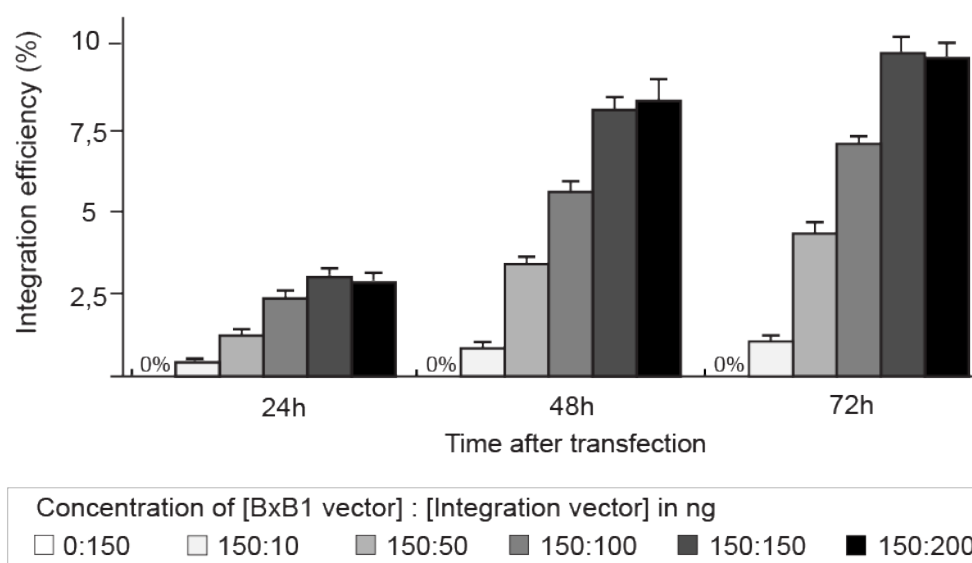 Integration efficiency (%)
10
7,5
5
2,5
0%
0%
0%
24h
48h
72h
Time after transfection
Concentration of [BxB1 vector] : [Integration vector] in ng
0:150 150:10 150:50 150:100 150:150 150:200